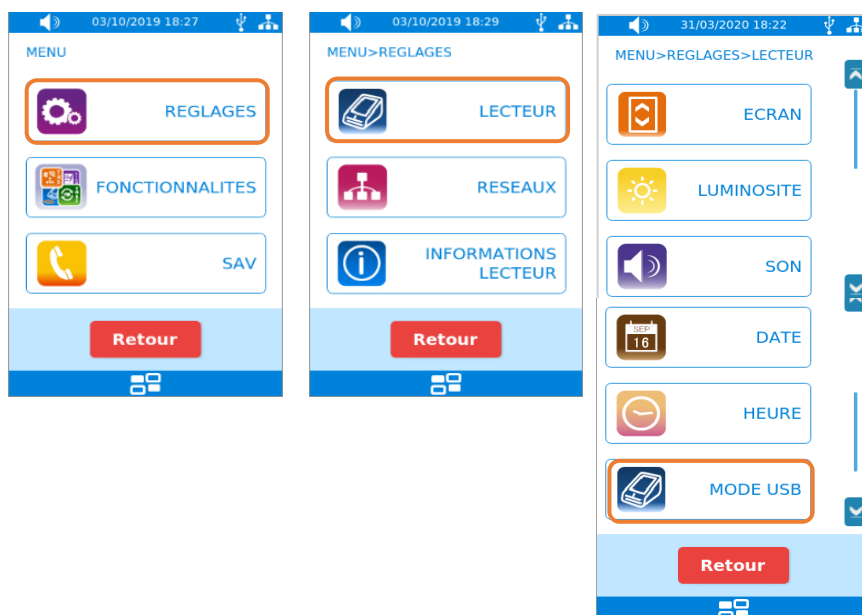 03/10/2019 18:27
MENU
REGLAGES
FONCTIONNALITES
SAV
Retour
03/10/2019 18:29
MENU>REGLAGES
LECTEUR
RESEAUX
INFORMATIONS
LECTEUR
Retour
31/03/2020 18:22
MENU>REGLAGES>LECTEUR
ECRAN
LUMINOSITE
SON
SEP
16
DATE
HEURE
MODE USB
Retour